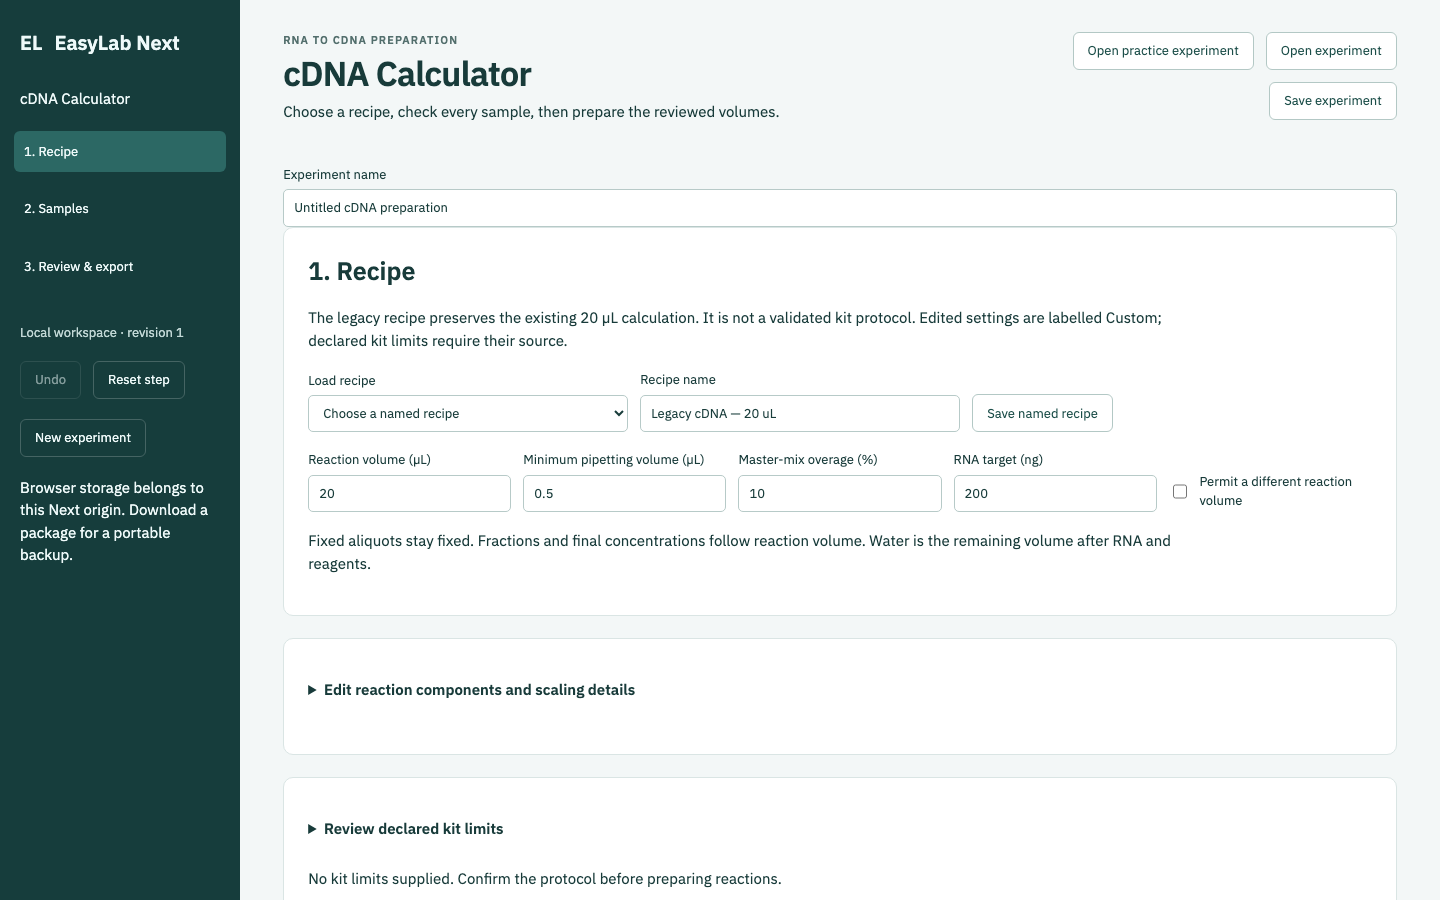 EL EasyLab Next
cDNA Calculator
1. Recipe
2. Samples
3. Review & export
Local workspace · revision 1
Undo
Reset step
New experiment
Browser storage belongs to
this Next origin. Download a
package for a portable
backup.
RNA TO CDNA PREPARATION
cDNA Calculator
Choose a recipe, check every sample, then prepare the reviewed volumes.
Open practice experiment
Open experiment
Save experiment
Experiment name
Untitled cDNA preparation
1. Recipe
The legacy recipe preserves the existing 20 µL calculation. It is not a validated kit protocol. Edited settings are labelled Custom;
declared kit limits require their source.
Load recipe
Recipe name
Choose a named recipe
Legacy cDNA — 20 uL
Save named recipe
Reaction volume (µL)
Minimum pipetting volume (µL)
Master-mix overage (%)
RNA target (ng)
20
0.5
10
200
Permit a different reaction
volume
Fixed aliquots stay fixed. Fractions and final concentrations follow reaction volume. Water is the remaining volume after RNA and
reagents.
Edit reaction components and scaling details
Review declared kit limits
No kit limits supplied. Confirm the protocol before preparing reactions.